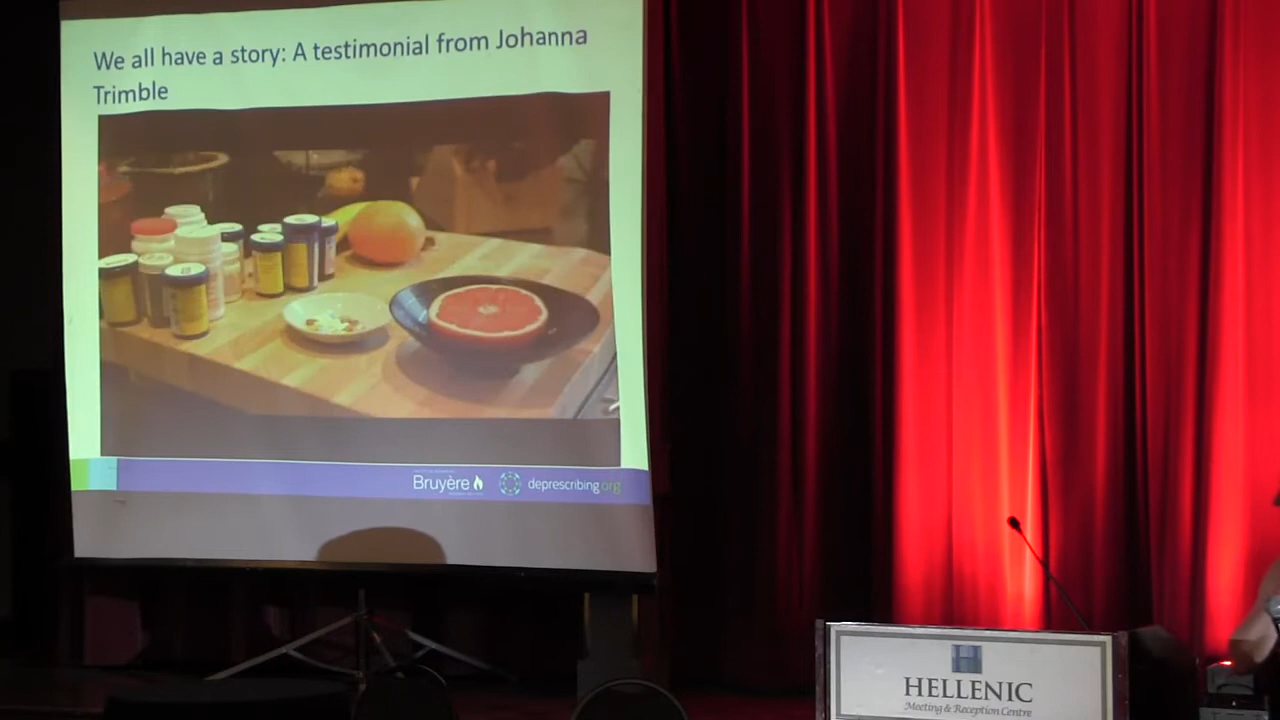 We all have a story: A testimonial from Johanna
Trimble
Bruyère
deprescribing.org
HELLENIC
Meeting & Reception Centre